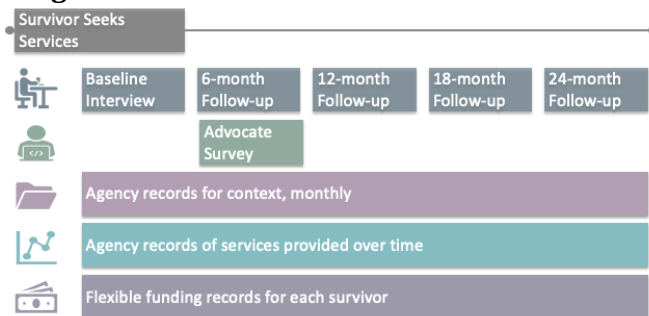 Survivor Seeks
Services
Baseline
Interview
6-month
Follow-up
12-month
Follow-up
18-month
Follow-up
24-month
Follow-up
Advocate
Survey
Agency records for context, monthly
Agency records of services provided over time
Flexible funding records for each survivor